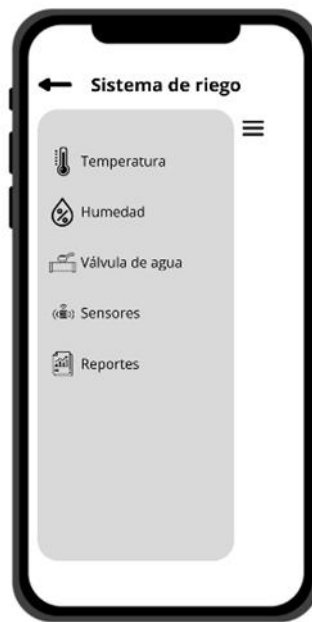 Sistema de riego
Temperatura
Humedad
Válvula de agua
Sensores
Reportes